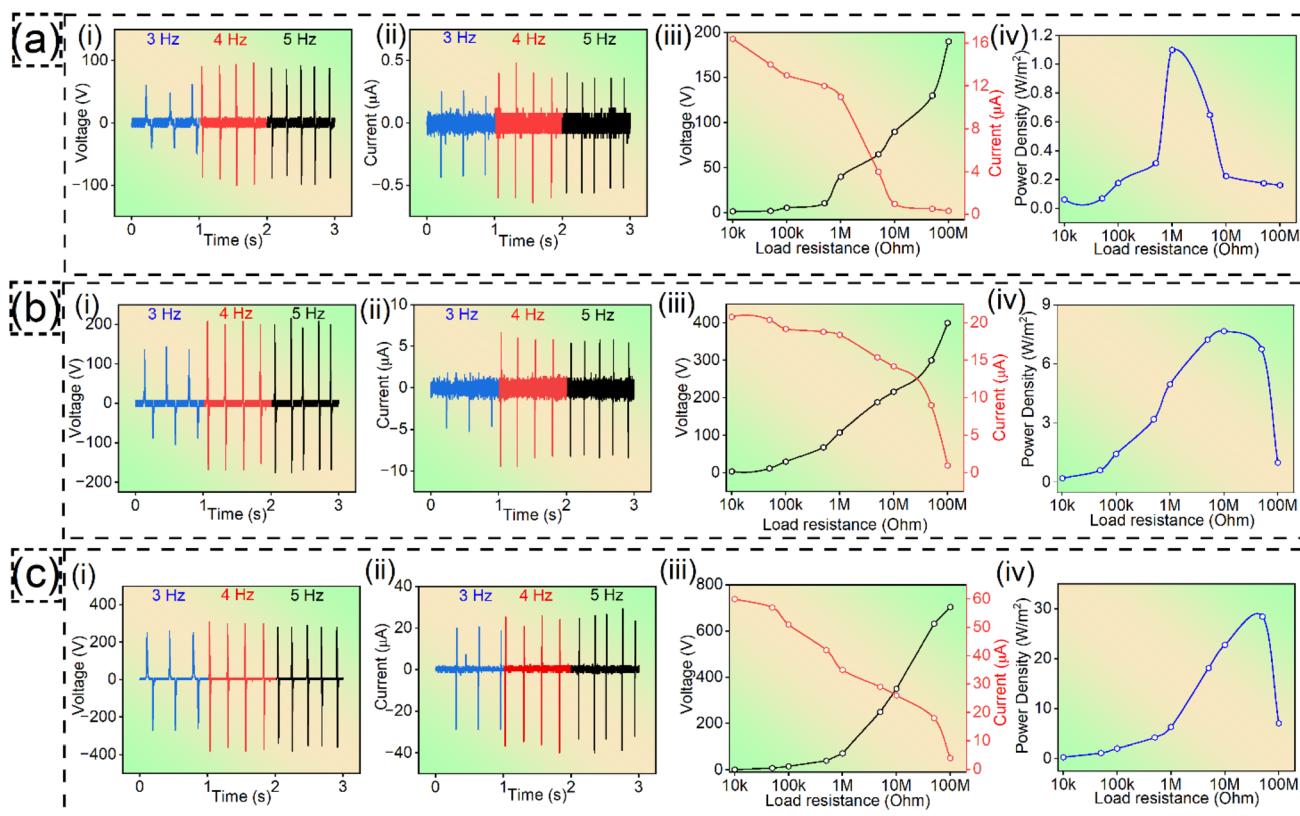 (a)
(i)
3 Hz 4 Hz 5 Hz
100
0
−100
Voltage (V)
0 1 2 3
Time (s)
(ii)
3 Hz 4 Hz 5 Hz
0.5
0.0
−0.5
Current (µA)
0 1 2 3
Time (s)
(iii)
200
150
100
50
0
Voltage (V)
16
12
8
4
0
Current (µA)
10k 100k 1M 10M 100M
Load resistance (Ohm)
(iv)
1.2
1.0
0.8
0.6
0.4
0.2
0.0
Power Density (W/m²)
10k 100k 1M 10M 100M
Load resistance (Ohm)
(b)
(i)
3 Hz 4 Hz 5 Hz
200
100
0
−100
−200
Voltage (V)
0 1 2 3
Time (s)
(ii)
3 Hz 4 Hz 5 Hz
10
5
0
−5
−10
Current (µA)
0 1 2 3
Time (s)
(iii)
400
300
200
100
0
Voltage (V)
20
15
10
5
0
Current (µA)
10k 100k 1M 10M 100M
Load resistance (Ohm)
(iv)
9
6
3
0
Power Density (W/m²)
10k 100k 1M 10M 100M
Load resistance (Ohm)
(c)
(i)
3 Hz 4 Hz 5 Hz
400
200
0
−200
−400
Voltage (V)
0 1 2 3
Time (s)
(ii)
3 Hz 4 Hz 5 Hz
40
20
0
−20
−40
Current (µA)
0 1 2 3
Time (s)
(iii)
800
600
400
200
0
Voltage (V)
60
50
40
30
20
10
0
Current (µA)
10k 100k 1M 10M 100M
Load resistance (Ohm)
(iv)
30
20
10
0
Power Density (W/m²)
10k 100k 1M 10M 100M
Load resistance (Ohm)